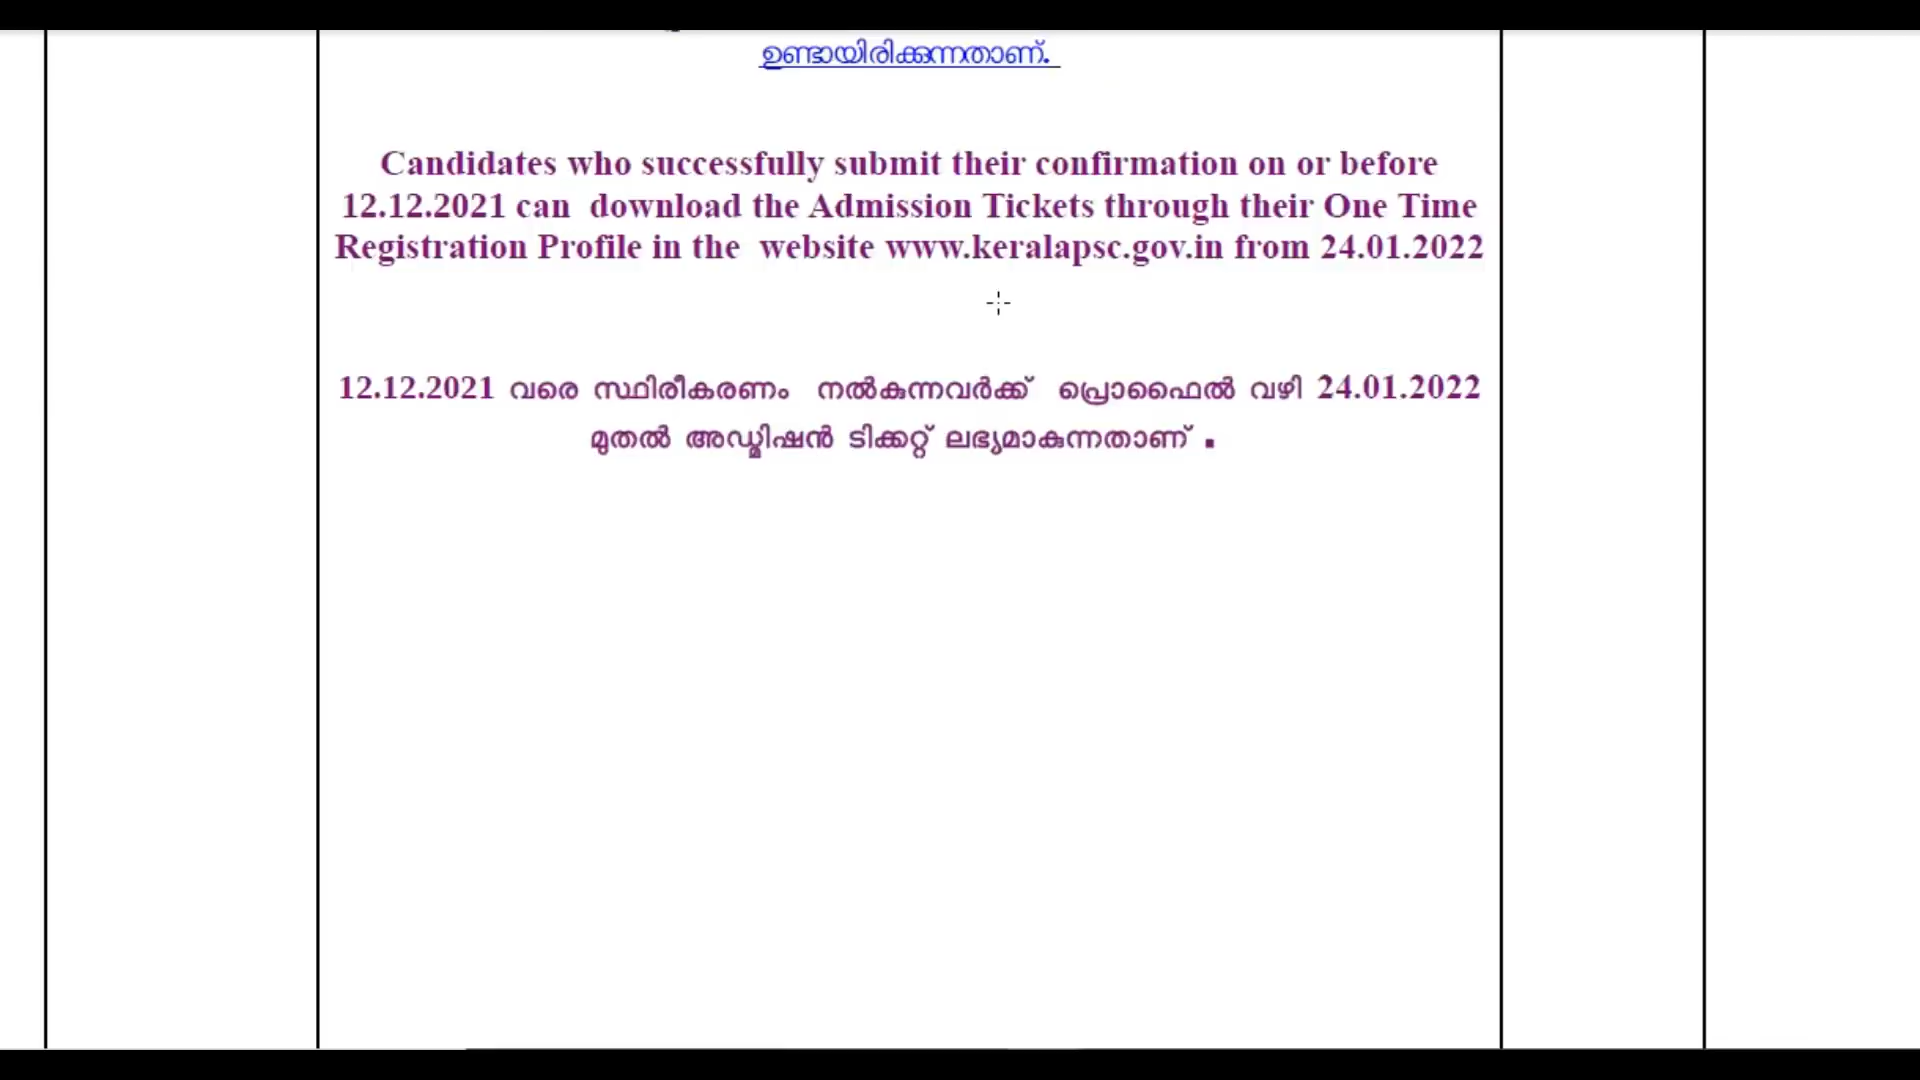 ഉണ്ടായിരിക്കുന്നതാണ്.
Candidates who successfully submit their confirmation on or before
12.12.2021 can download the Admission Tickets through their One Time
Registration Profile in the website www.keralapsc.gov.in from 24.01.2022
12.12.2021 വരെ സ്ഥിരീകരണം നൽകുന്നവർക്ക് പ്രൊഫൈൽ വഴി 24.01.2022
മുതൽ അഡ്മിഷൻ ടിക്കറ്റ് ലഭ്യമാകുന്നതാണ് .